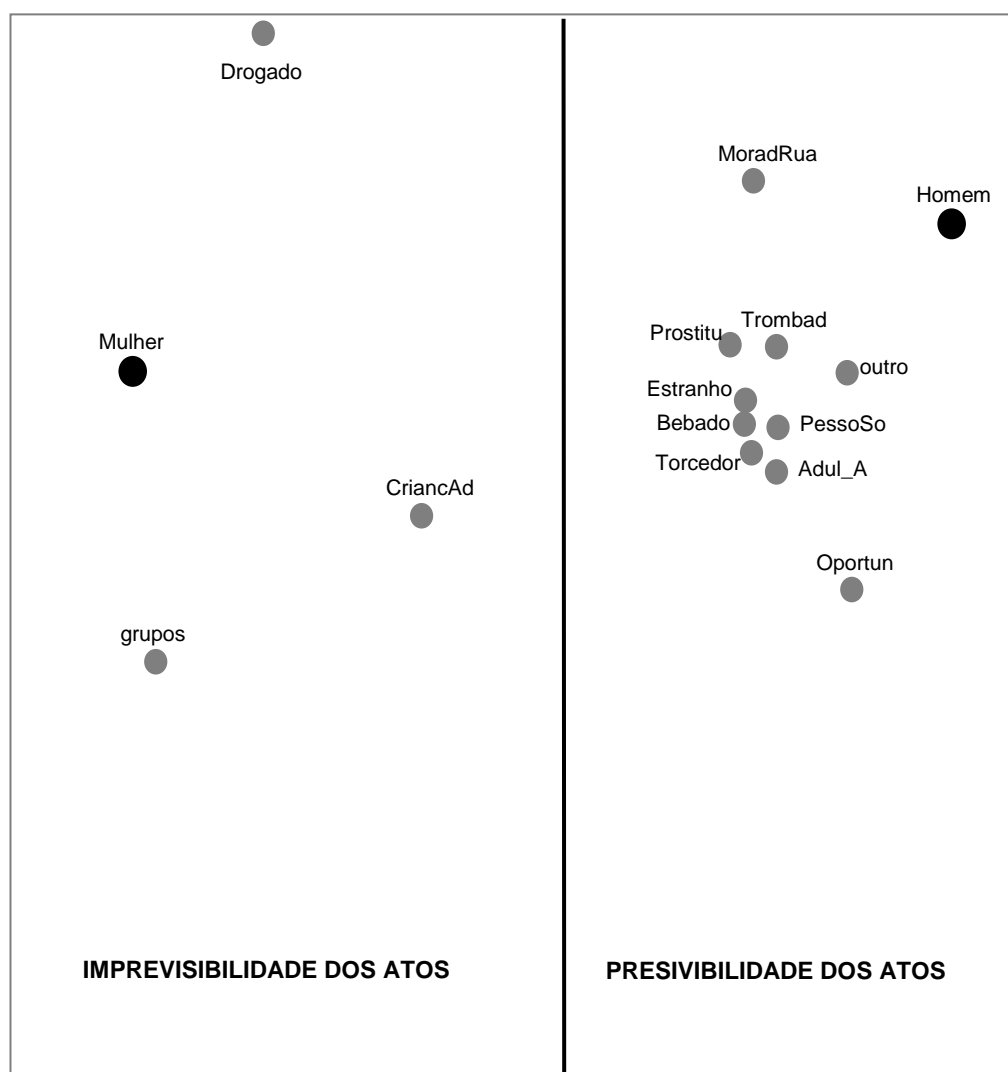 Drogado
MoradRua
Homem
Trombad
Prostitu
Mulher
outro
Estranho
Bebado
PessoSo
Torcedor
Adul_A
CriancAd
Oportun
grupos
IMPREVISIBILIDADE DOS ATOS
PRESIVIBILIDADE DOS ATOS